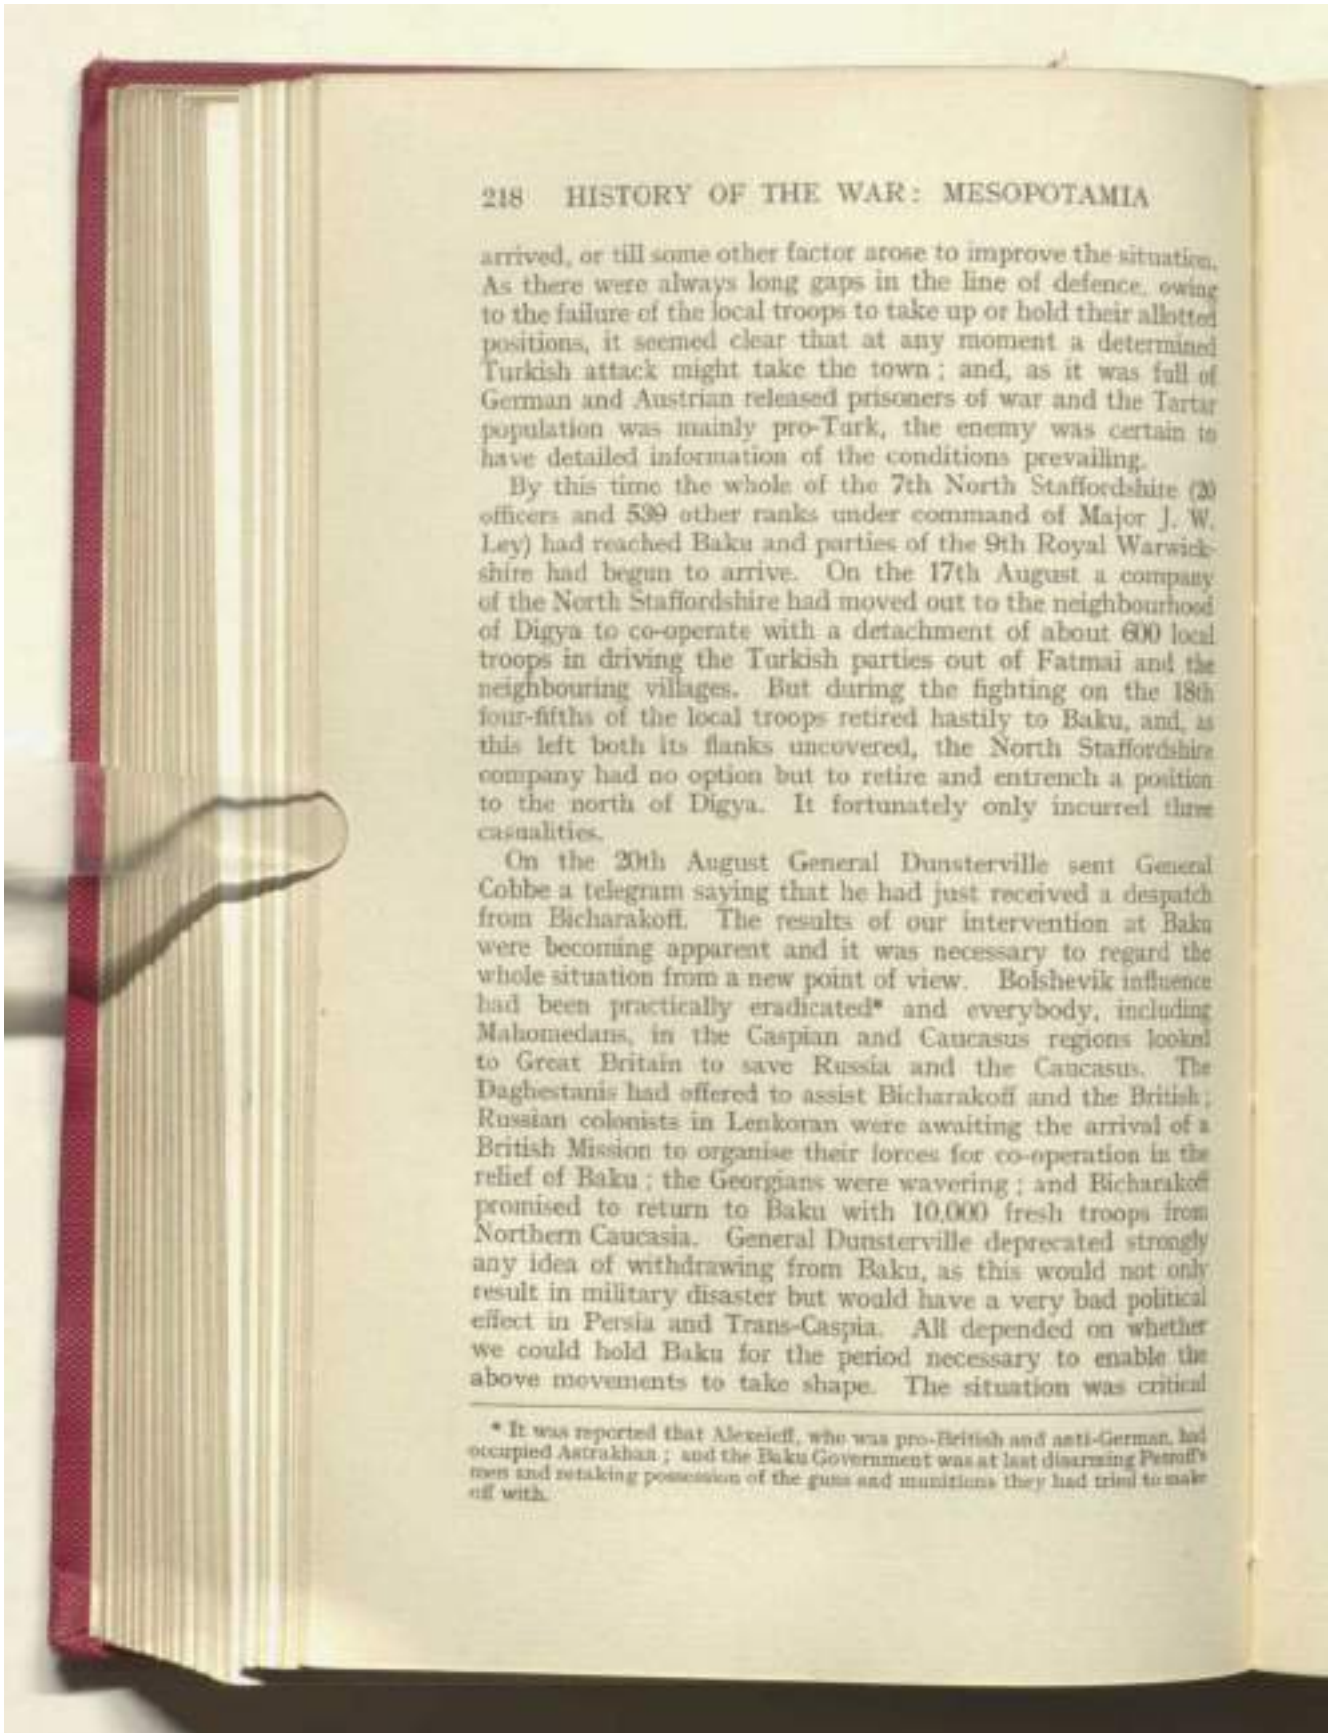 218 HISTORY OF THE WAR: MESOPOTAMIA
arrived, or till some other factor arose to improve the situation.
As there were always long gaps in the line of defence, owing
to the failure of the local troops to take up or hold their allotted
positions, it seemed clear that at any moment a determined
Turkish attack might take the town; and, as it was full of
German and Austrian released prisoners of war and the Tartar
population was mainly pro-Turk, the enemy was certain to
have detailed information of the conditions prevailing.
By this time the whole of the 7th North Staffordshire (20
officers and 539 other ranks under command of Major J. W.
Ley) had reached Baku and parties of the 9th Royal Warwick-
shire had begun to arrive. On the 17th August a company
of the North Staffordshire had moved out to the neighbourhood
of Digya to co-operate with a detachment of about 600 local
troops in driving the Turkish parties out of Fatmai and the
neighbouring villages. But during the fighting on the 18th
four-fifths of the local troops retired hastily to Baku, and, as
this left both its flanks uncovered, the North Staffordshire
company had no option but to retire and entrench a position
to the north of Digya. It fortunately only incurred three
casualities.
On the 20th August General Dunsterville sent General
Cobbe a telegram saying that he had just received a despatch
from Bicharakoff. The results of our intervention at Baku
were becoming apparent and it was necessary to regard the
whole situation from a new point of view. Bolshevik influence
had been practically eradicated* and everybody, including
Mahomedans, in the Caspian and Caucasus regions looked
to Great Britain to save Russia and the Caucasus. The
Daghestanis had offered to assist Bicharakoff and the British;
Russian colonists in Lenkoran were awaiting the arrival of a
British Mission to organise their forces for co-operation in the
relief of Baku; the Georgians were wavering; and Bicharakoff
promised to return to Baku with 10,000 fresh troops from
Northern Caucasia. General Dunsterville deprecated strongly
any idea of withdrawing from Baku, as this would not only
result in military disaster but would have a very bad political
effect in Persia and Trans-Caspia. All depended on whether
we could hold Baku for the period necessary to enable the
above movements to take shape. The situation was critical
* It was reported that Alexeieff, who was pro-British and anti-German, had
occupied Astrakhan; and the Baku Government was at last disarming Petroff's
men and retaking possession of the guns and munitions they had tried to make
off with.